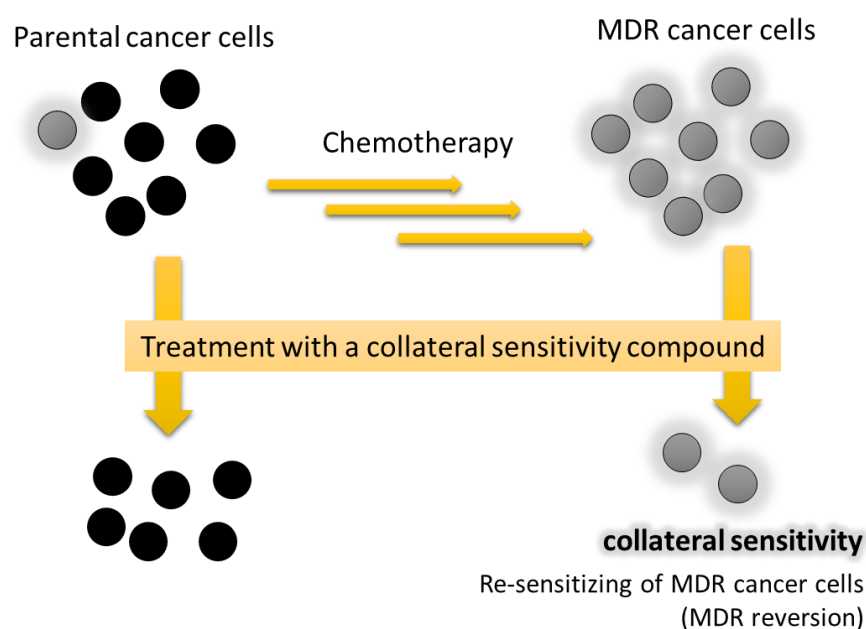 Parental cancer cells
MDR cancer cells
Chemotherapy
Treatment with a collateral sensitivity compound
collateral sensitivity
Re-sensitizing of MDR cancer cells
(MDR reversion)